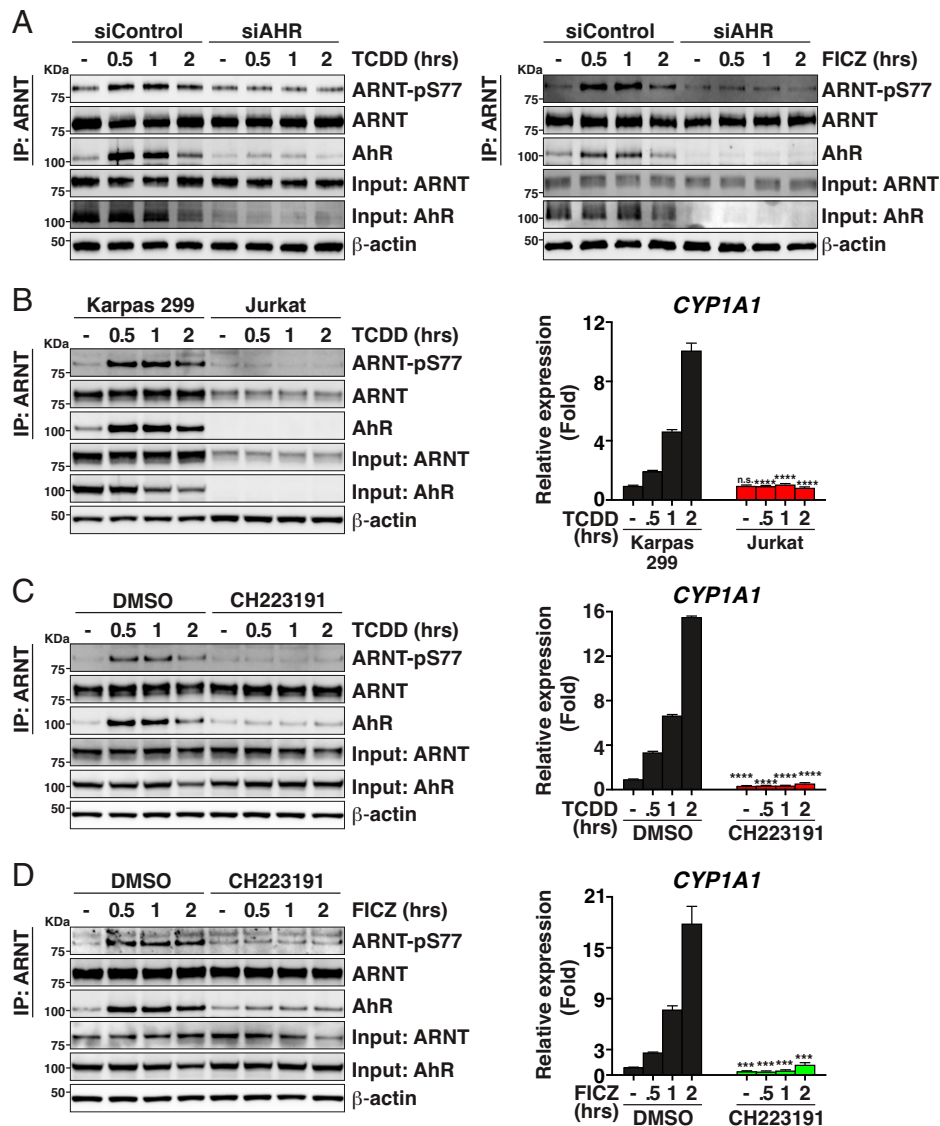 A
siControl siAHR
KDa - 0.5 1 2 - 0.5 1 2 TCDD (hrs)
IP: ARNT
75 ARNT-pS77
75 ARNT
100 AhR
75 Input: ARNT
100 Input: AhR
50 β-actin
siControl siAHR
KDa - 0.5 1 2 - 0.5 1 2 FICZ (hrs)
IP: ARNT
75 ARNT-pS77
75 ARNT
100 AhR
75 Input: ARNT
100 Input: AhR
50 β-actin
B
Karpas 299 Jurkat
KDa - 0.5 1 2 - 0.5 1 2 TCDD (hrs)
IP: ARNT
75 ARNT-pS77
75 ARNT
100 AhR
75 Input: ARNT
100 Input: AhR
50 β-actin
CYP1A1
Relative expression
(Fold)
12
8
4
0
n.s. **** **** ****
TCDD - .5 1 2 - .5 1 2
(hrs) Karpas Jurkat
299
C
DMSO CH223191
KDa - 0.5 1 2 - 0.5 1 2 TCDD (hrs)
IP: ARNT
75 ARNT-pS77
75 ARNT
100 AhR
75 Input: ARNT
100 Input: AhR
50 β-actin
CYP1A1
Relative expression
(Fold)
16
12
8
4
0
**** **** **** ****
TCDD - .5 1 2 - .5 1 2
(hrs) DMSO CH223191
D
DMSO CH223191
KDa - 0.5 1 2 - 0.5 1 2 FICZ (hrs)
IP: ARNT
75 ARNT-pS77
75 ARNT
100 AhR
75 Input: ARNT
100 Input: AhR
50 β-actin
CYP1A1
Relative expression
(Fold)
21
15
9
3
0
*** *** *** ***
FICZ - .5 1 2 - .5 1 2
(hrs) DMSO CH223191